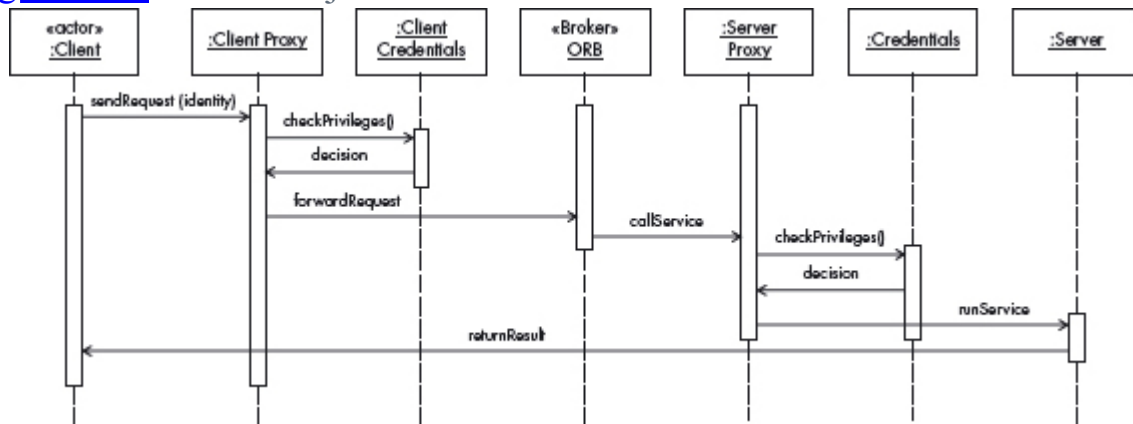 «actor»
:Client
:Client Proxy
:Client
Credentials
«Broker»
ORB
:Server
Proxy
:Credentials
:Server
sendRequest (identity)
checkPrivileges()
decision
forwardRequest
callService
checkPrivileges()
decision
runService
returnResult